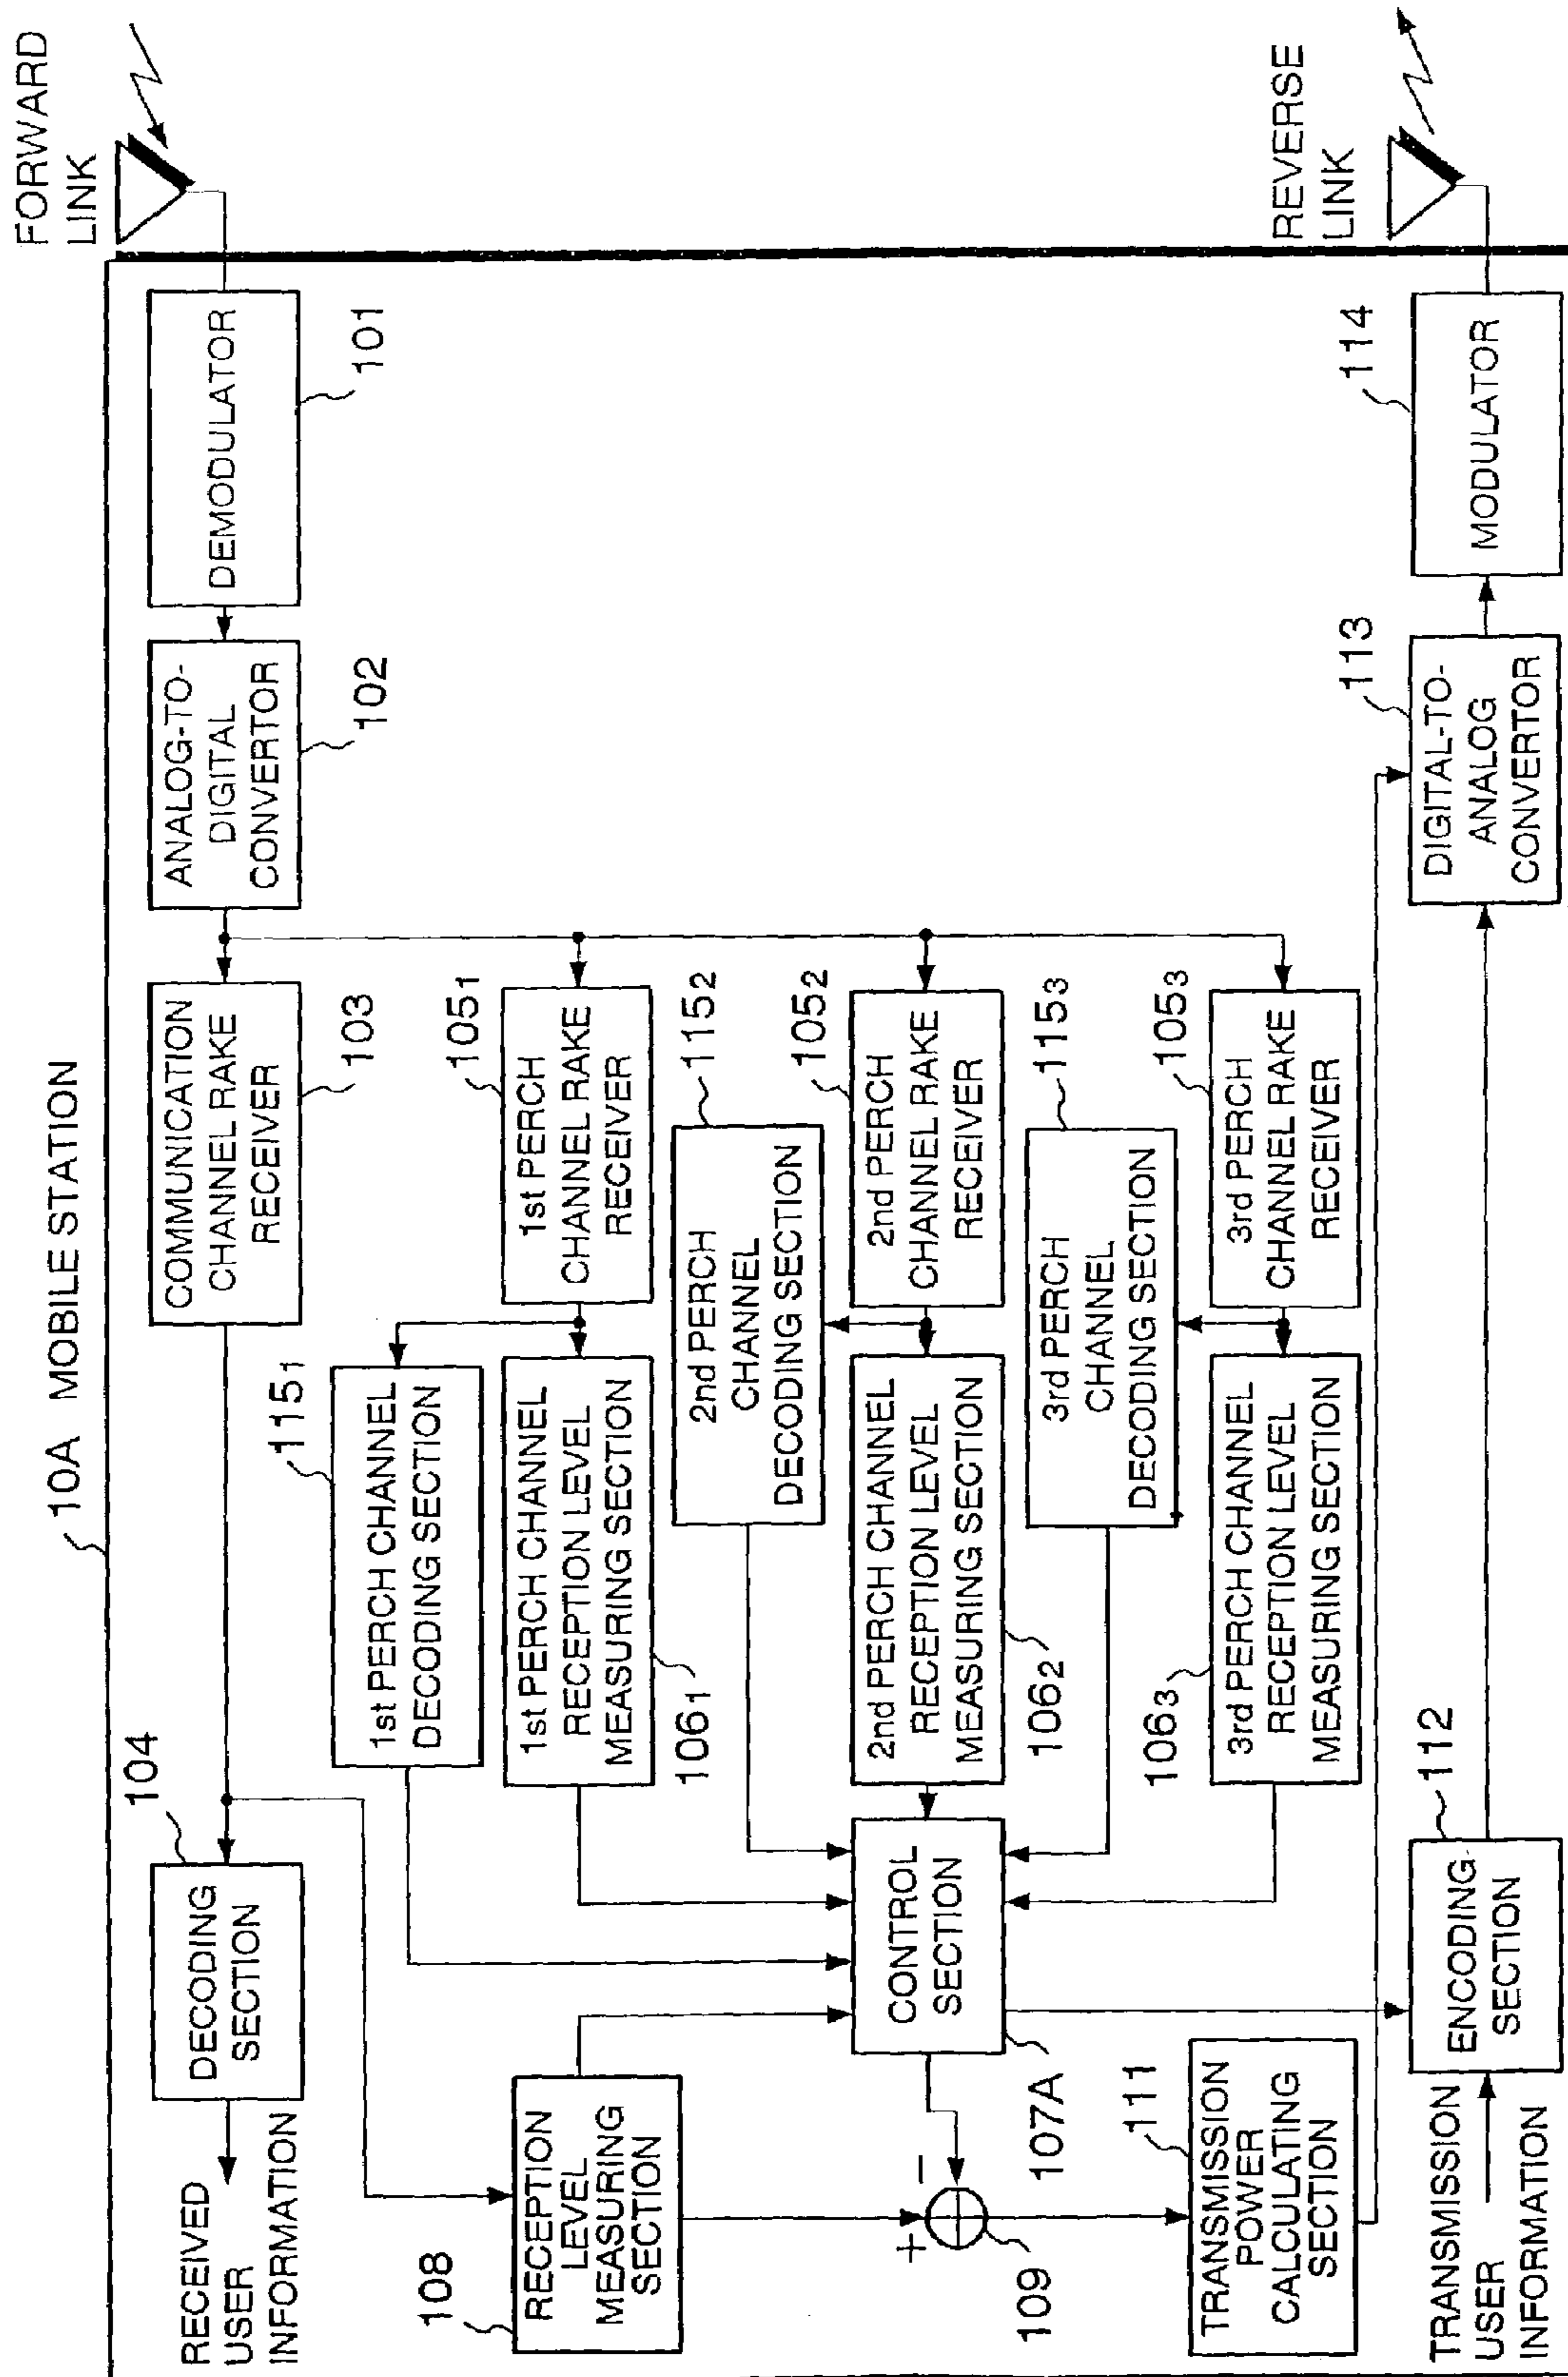 10A MOBILE STATION
FORWARD
LINK
DEMODULATOR
101
ANALOG-TO-
DIGITAL
CONVERTOR
102
COMMUNICATION
CHANNEL RAKE
RECEIVER
103
104
DECODING
SECTION
RECEIVED
USER
INFORMATION
115₁
1st PERCH CHANNEL
DECODING SECTION
105₁
1st PERCH
CHANNEL RAKE
RECEIVER
1st PERCH CHANNEL
RECEPTION LEVEL
MEASURING SECTION
106₁
108
RECEPTION
LEVEL
MEASURING
SECTION
115₂
2nd PERCH
CHANNEL
DECODING SECTION
105₂
2nd PERCH
CHANNEL RAKE
RECEIVER
2nd PERCH CHANNEL
RECEPTION LEVEL
MEASURING SECTION
106₂
CONTROL
SECTION
107A
+
−
109
115₃
3rd PERCH
CHANNEL
DECODING SECTION
105₃
3rd PERCH
CHANNEL RAKE
RECEIVER
106₃
3rd PERCH CHANNEL
RECEPTION LEVEL
MEASURING SECTION
111
TRANSMISSION
POWER
CALCULATING
SECTION
TRANSMISSION
USER
INFORMATION
112
ENCODING
SECTION
113
DIGITAL-TO-
ANALOG
CONVERTOR
114
MODULATOR
REVERSE
LINK